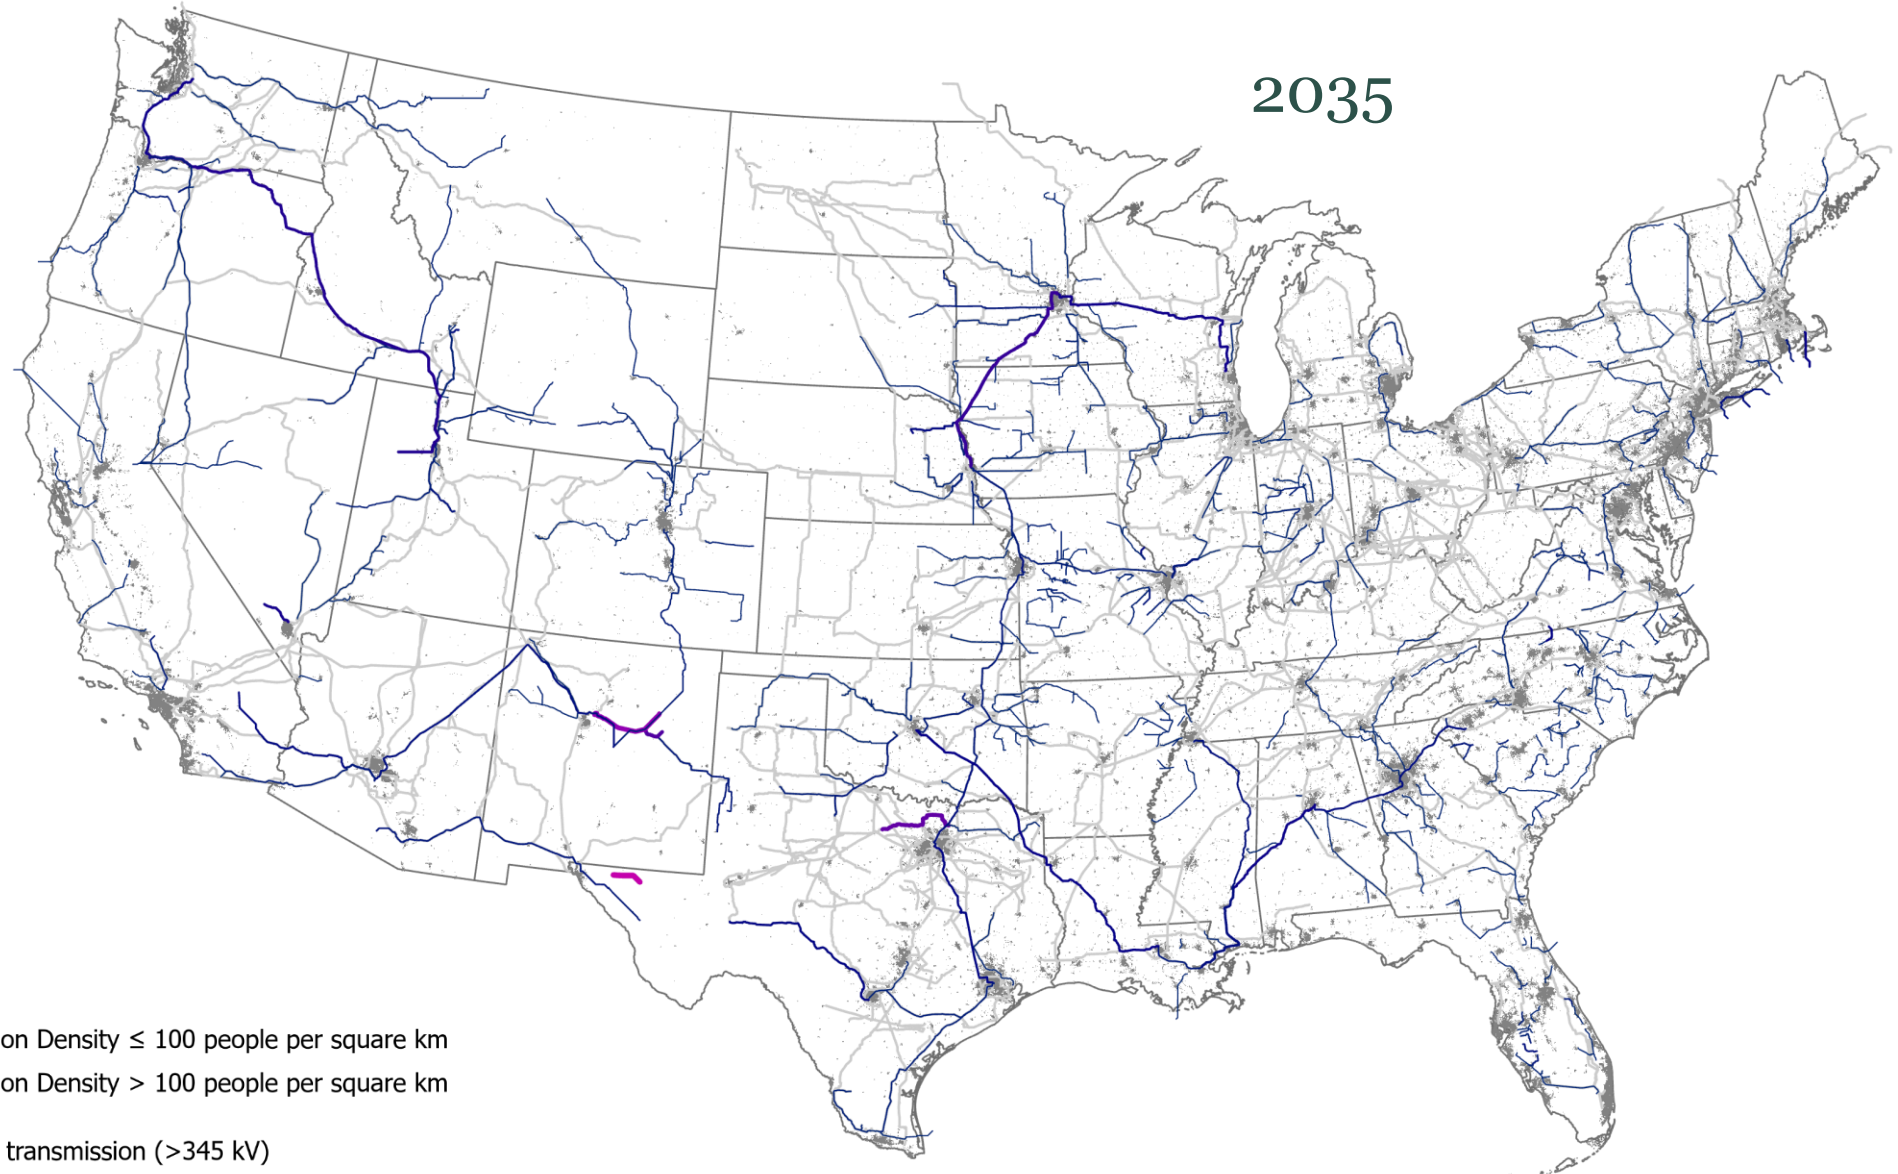 2035
on Density ≤ 100 people per square km
on Density > 100 people per square km
transmission (>345 kV)